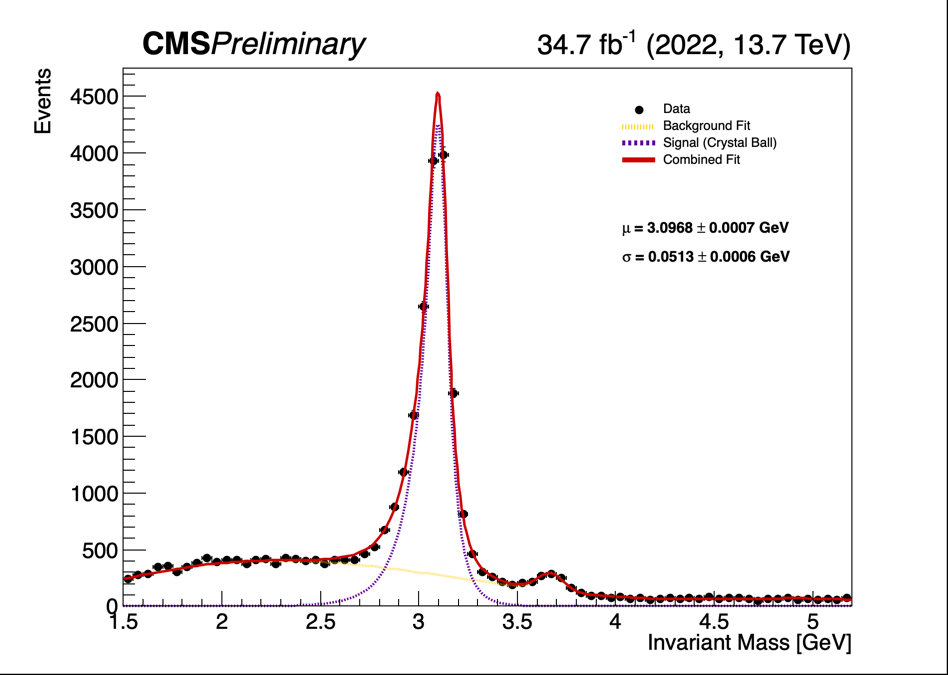 CMSPreliminary 34.7 fb⁻¹ (2022, 13.7 TeV)
Events
4500
4000
3500
3000
2500
2000
1500
1000
500
0
Data
Background Fit
Signal (Crystal Ball)
Combined Fit
μ = 3.0968 ± 0.0007 GeV
σ = 0.0513 ± 0.0006 GeV
1.5 2 2.5 3 3.5 4 4.5 5
Invariant Mass [GeV]